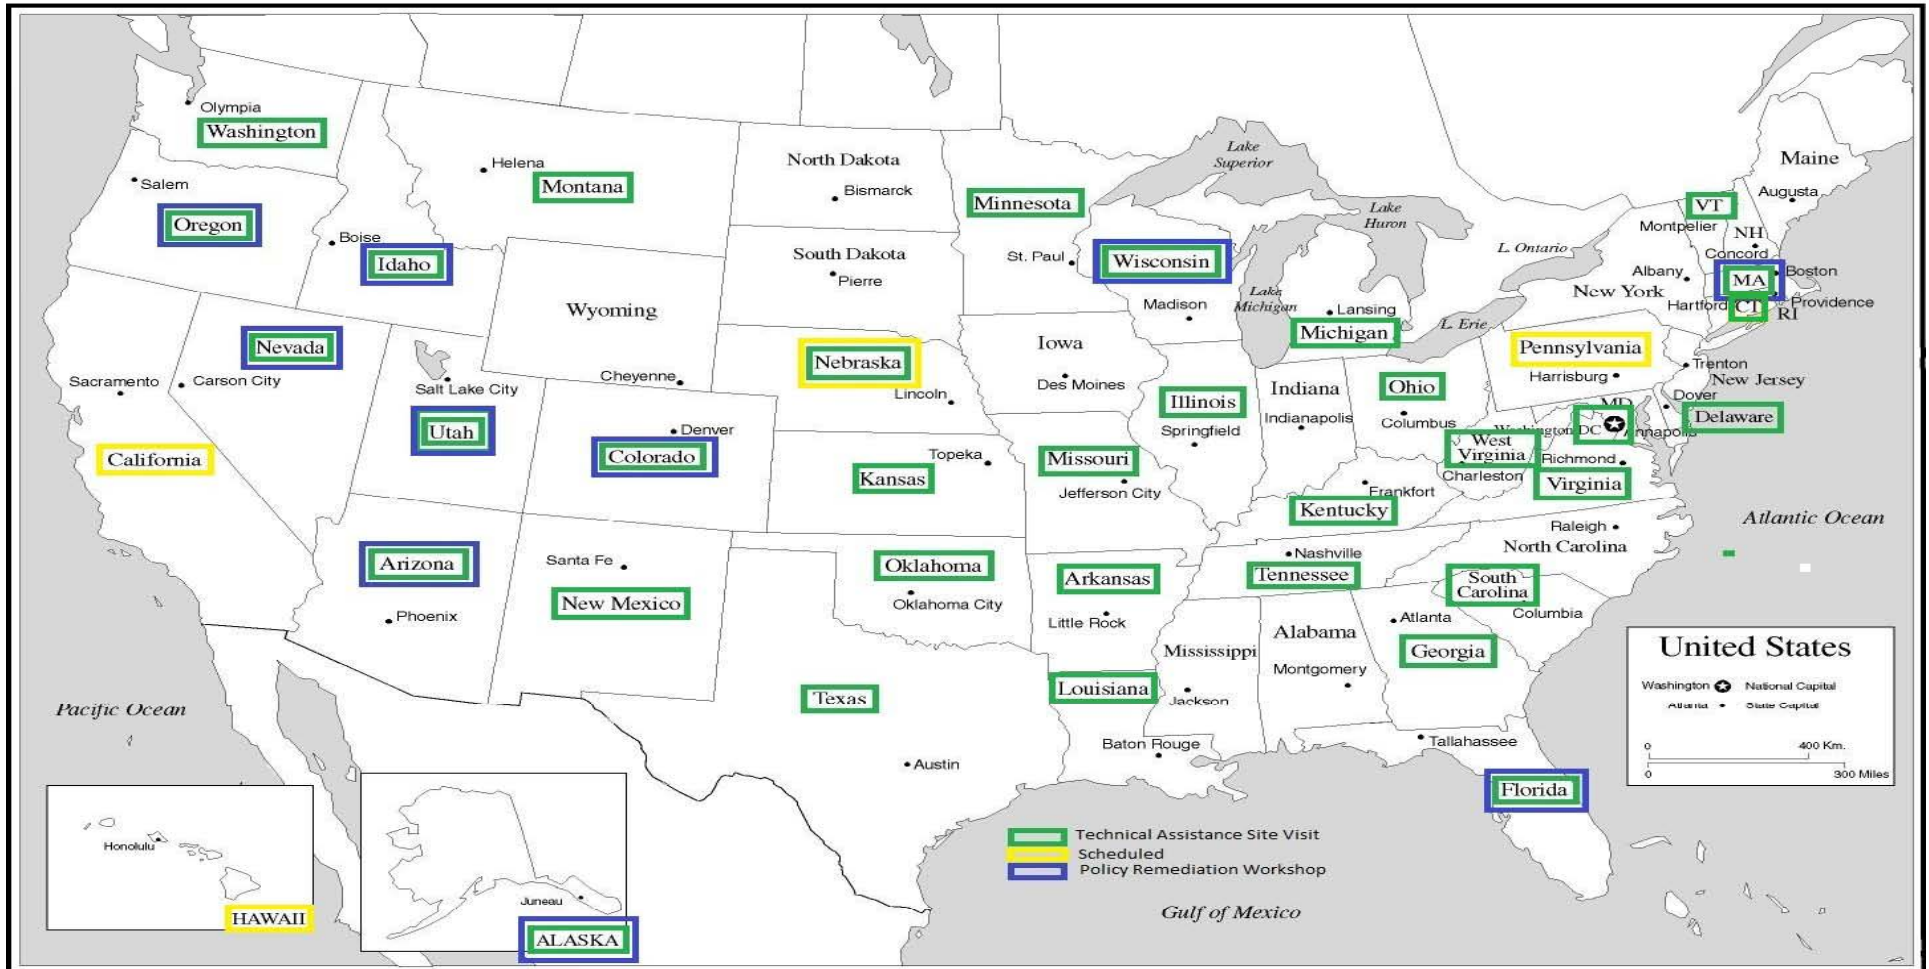 Olympia
Washington
Salem
Oregon
Boise
Idaho
Helena
Montana
North Dakota
Bismarck
South Dakota
Pierre
Minnesota
St. Paul
Wisconsin
Madison
Lake
Superior
Lake
Huron
Lake
Michigan
Lansing
Michigan
L. Ontario
L. Erie
Maine
Augusta
VT
Montpelier
NH
Concord
MA
Boston
Albany
New York
Hartford
CT
Providence
RI
Wyoming
Cheyenne
Nevada
Carson City
Sacramento
California
Salt Lake City
Utah
Denver
Colorado
Nebraska
Lincoln
Iowa
Des Moines
Illinois
Springfield
Indiana
Indianapolis
Ohio
Columbus
Pennsylvania
Harrisburg
Trenton
New Jersey
Dover
Delaware
MD
Washington DC
Annapolis
West
Virginia
Charleston
Richmond
Virginia
Topeka
Kansas
Missouri
Jefferson City
Frankfort
Kentucky
Raleigh
North Carolina
Nashville
Tennessee
South
Carolina
Columbia
Arizona
Phoenix
Santa Fe
New Mexico
Oklahoma
Oklahoma City
Arkansas
Little Rock
Mississippi
Jackson
Alabama
Montgomery
Atlanta
Georgia
Texas
Austin
Louisiana
Baton Rouge
Tallahassee
Florida
Atlantic Ocean
Pacific Ocean
Gulf of Mexico
Honolulu
HAWAII
Juneau
ALASKA
Technical Assistance Site Visit
Scheduled
Policy Remediation Workshop
United States
Washington National Capital
Atlanta State Capital
0 400 Km.
0 300 Miles